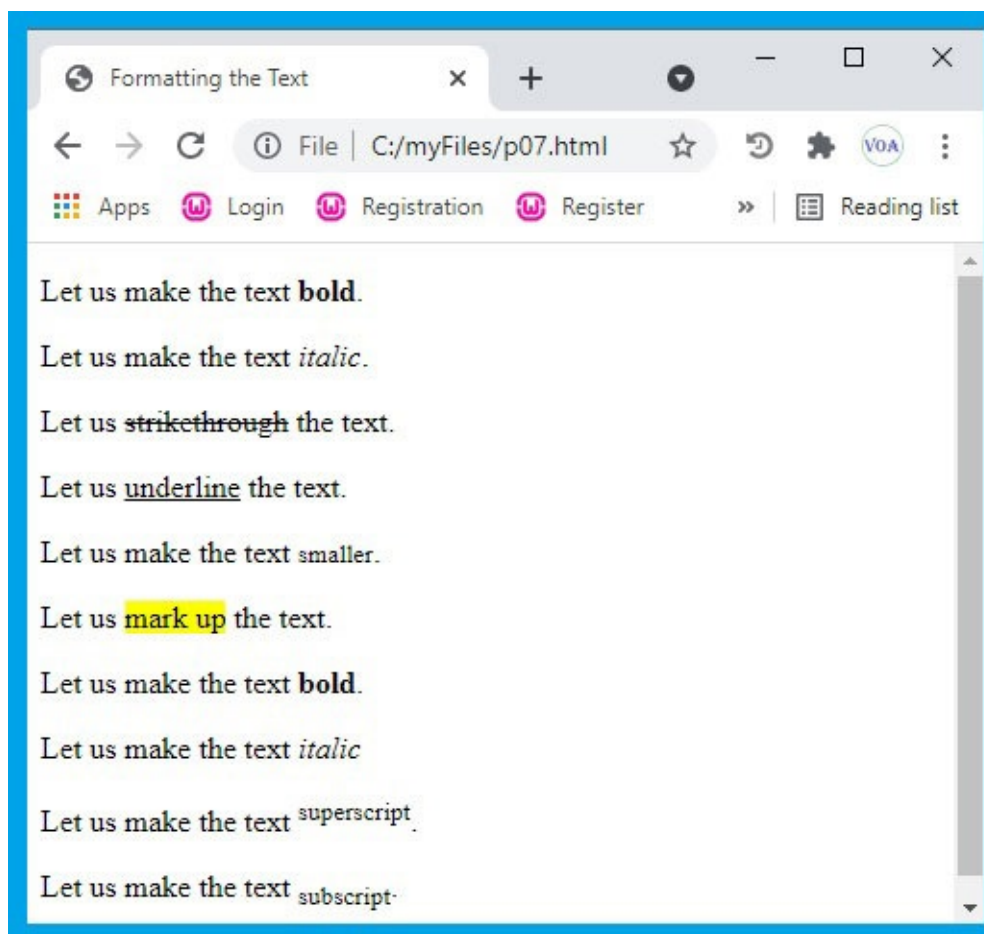 Formatting the Text
File | C:/myFiles/p07.html
VOA
Apps Login Registration Register » Reading list
Let us make the text bold.
Let us make the text italic.
Let us strikethrough the text.
Let us underline the text.
Let us make the text smaller.
Let us mark up the text.
Let us make the text bold.
Let us make the text italic
Let us make the text superscript.
Let us make the text subscript.